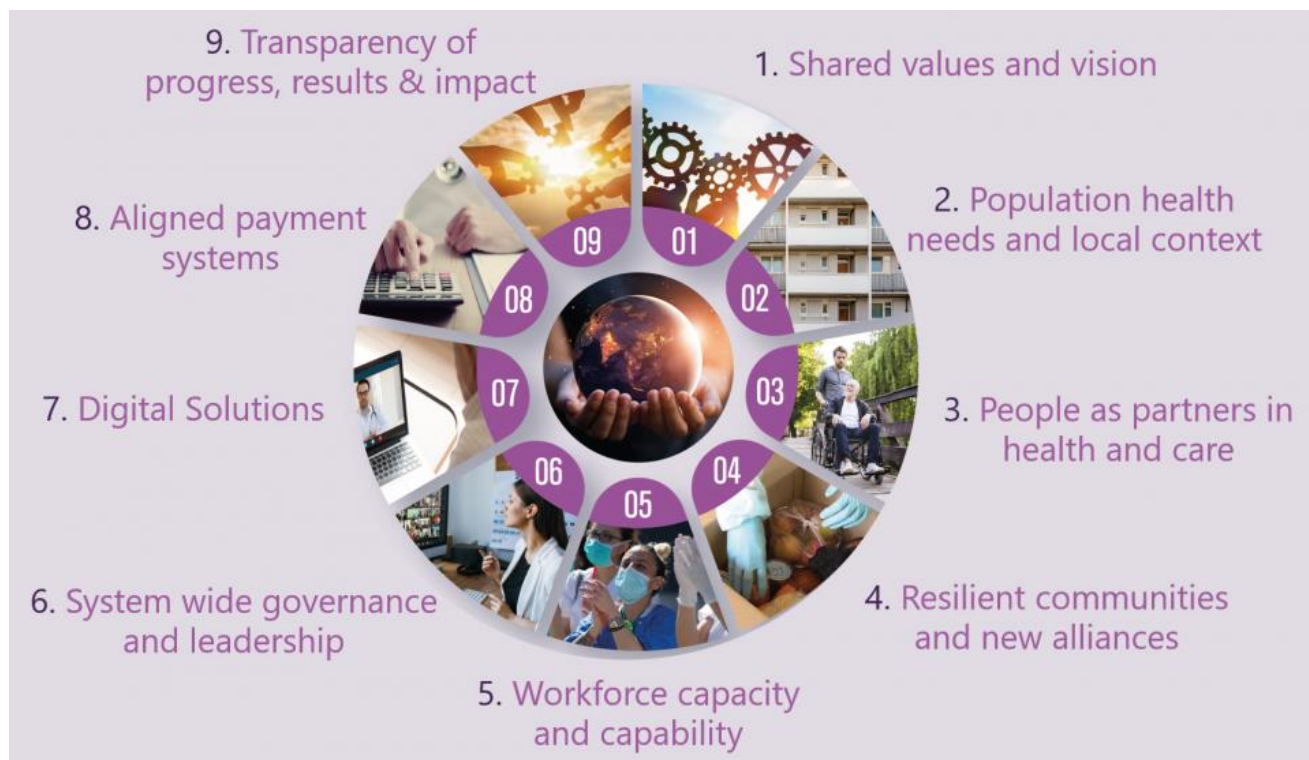 1. Shared values and vision
2. Population health
needs and local context
3. People as partners in
health and care
4. Resilient communities
and new alliances
5. Workforce capacity
and capability
6. System wide governance
and leadership
7. Digital Solutions
8. Aligned payment
systems
9. Transparency of
progress, results & impact
01
02
03
04
05
06
07
08
09